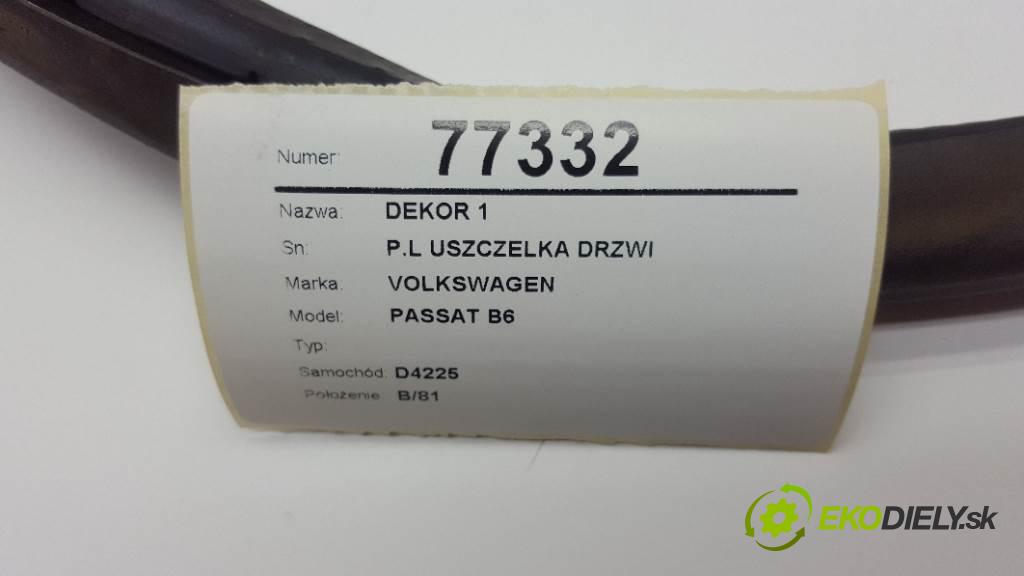 Numer: 77332
Nazwa: DEKOR 1
Sn: P.L USZCZELKA DRZWI
Marka: VOLKSWAGEN
Model: PASSAT B6
Typ:
Samochód: D4225
Położenie B/81
EKODIELY.sk